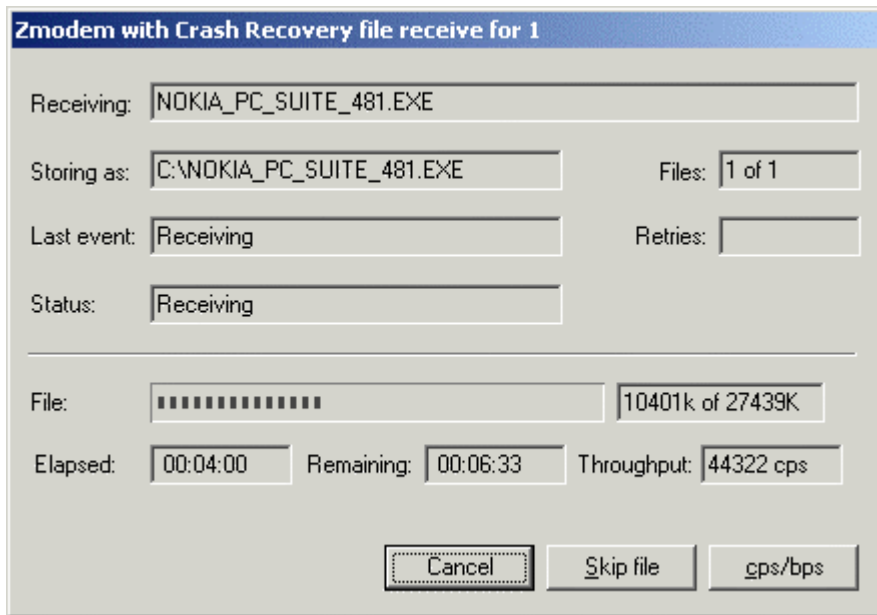 Zmodem with Crash Recovery file receive for 1
Receiving: NOKIA_PC_SUITE_481.EXE
Storing as: C:\NOKIA_PC_SUITE_481.EXE Files: 1 of 1
Last event: Receiving Retries:
Status: Receiving
File: 10401k of 27439K
Elapsed: 00:04:00 Remaining: 00:06:33 Throughput: 44322 cps
Cancel Skip file cps/bps